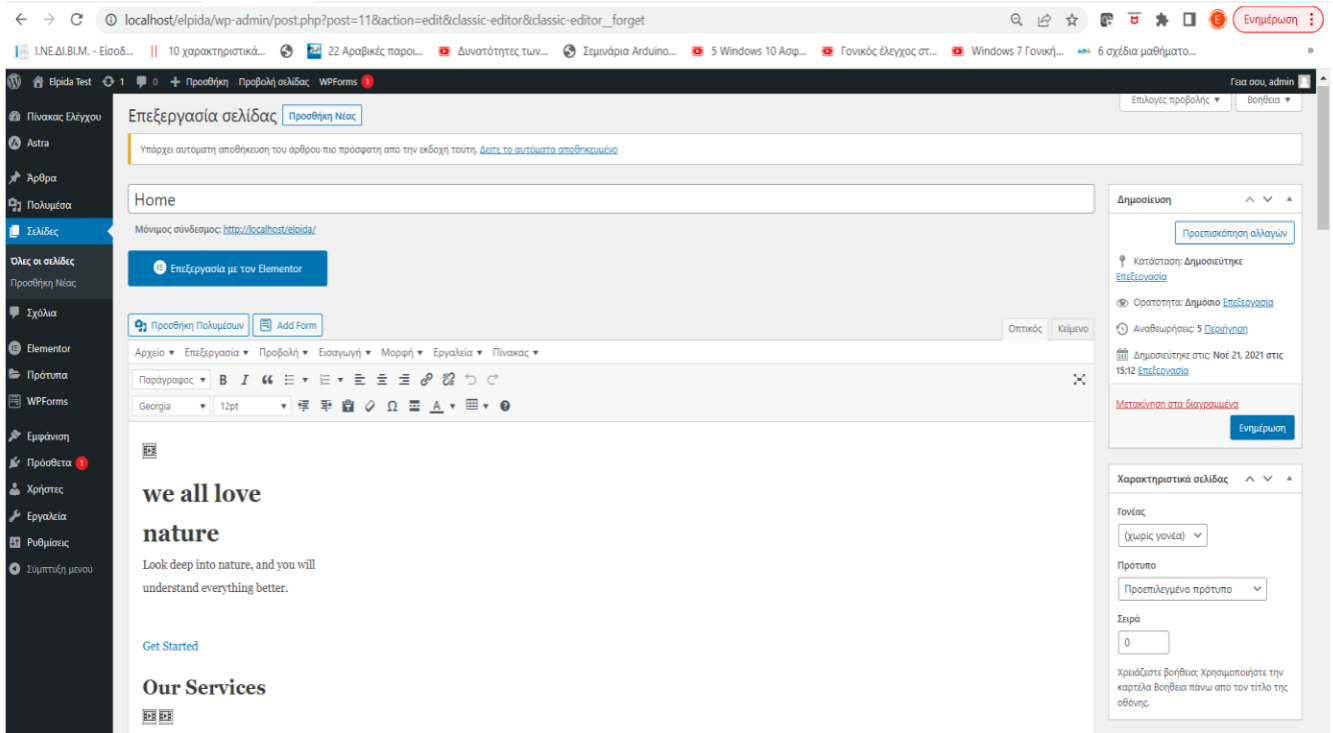 localhost/elpida/wp-admin/post.php?post=11&action=edit&classic-editor&classic-editor__forget
Ενημέρωση
Ι.ΝΕ.ΔΙ.ΒΙ.Μ. - Είσοδ...
10 χαρακτηριστικά...
22 Αραβικές παροι...
Δυνατότητες των...
Σεμινάρια Arduino...
5 Windows 10 Ασφ...
Γονικός έλεγχος στ...
Windows 7 Γονική...
6 σχέδια μαθήματο...
»
Elpida Test 1 0 + Προσθήκη Προβολή σελίδας WPForms 1
Γεια σου, admin
Πίνακας Ελέγχου
Astra
Άρθρα
Πολυμέσα
Σελίδες
Όλες οι σελίδες
Προσθήκη Νέας
Σχόλια
Elementor
Πρότυπα
WPForms
Εμφάνιση
Πρόσθετα 1
Χρήστες
Εργαλεία
Ρυθμίσεις
Σύμπτυξη μενού
Επιλογές προβολής
Βοήθεια
Επεξεργασία σελίδας Προσθήκη Νέας
Υπάρχει αυτόματη αποθήκευση του άρθρου πιο πρόσφατη από την εκδοχή τούτη. Δείτε το αυτόματα αποθηκευμένο
Home
Μόνιμος σύνδεσμος: http://localhost/elpida/
Επεξεργασία με τον Elementor
Προσθήκη Πολυμέσων Add Form
Οπτικός Κείμενο
Αρχείο Επεξεργασία Προβολή Εισαγωγή Μορφή Εργαλεία Πίνακας
Παράγραφος B I
Georgia 12pt Ω A
we all love
nature
Look deep into nature, and you will
understand everything better.
Get Started
Our Services
Δημοσίευση
Προεπισκόπηση αλλαγών
Κατάσταση: Δημοσιεύτηκε
Επεξεργασία
Ορατότητα: Δημόσιο Επεξεργασία
Αναθεωρήσεις: 5 Περιήγηση
Δημοσιεύτηκε στις: Νοέ 21, 2021 στις
15:12 Επεξεργασία
Μετακίνηση στα διαγραμμένα
Ενημέρωση
Χαρακτηριστικά σελίδας
Γονέας
(χωρίς γονέα)
Πρότυπο
Προεπιλεγμένο πρότυπο
Σειρά
0
Χρειάζεστε βοήθεια; Χρησιμοποιήστε την
καρτέλα Βοήθεια πάνω από τον τίτλο της
οθόνης.